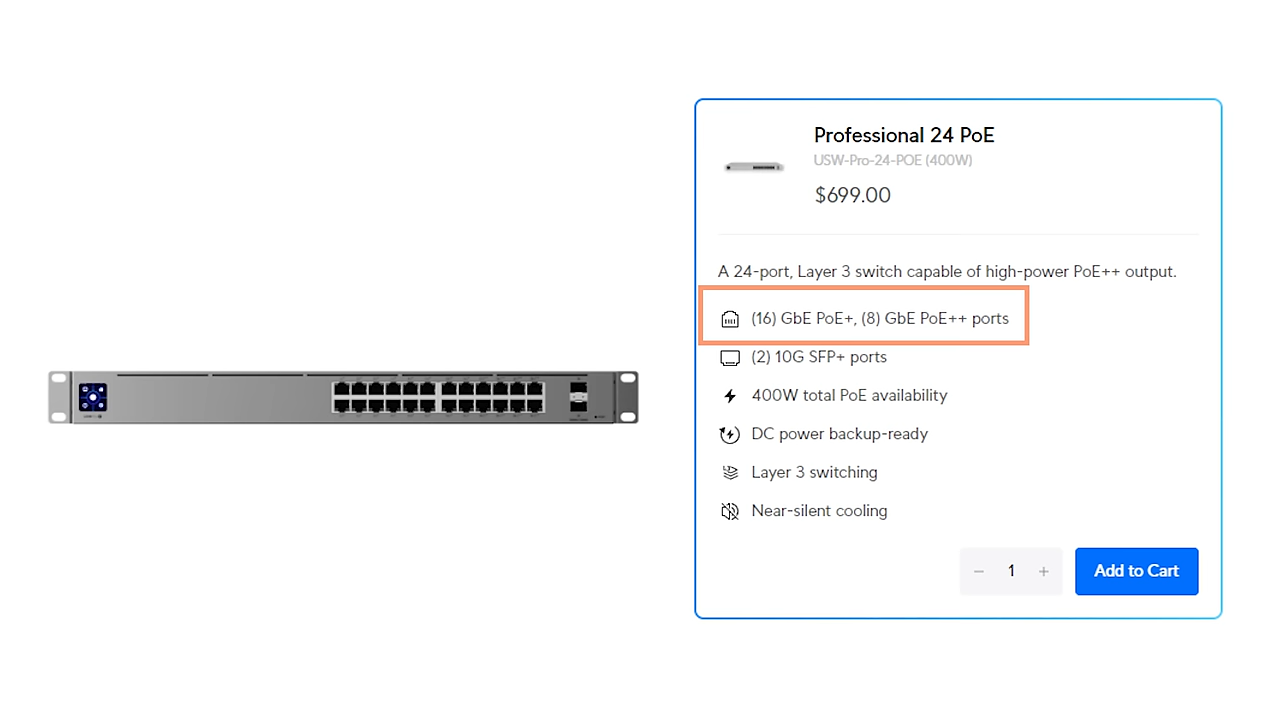 Professional 24 PoE
USW-Pro-24-POE (400W)
$699.00
A 24-port, Layer 3 switch capable of high-power PoE++ output.
(16) GbE PoE+, (8) GbE PoE++ ports
(2) 10G SFP+ ports
400W total PoE availability
DC power backup-ready
Layer 3 switching
Near-silent cooling
− 1 +
Add to Cart